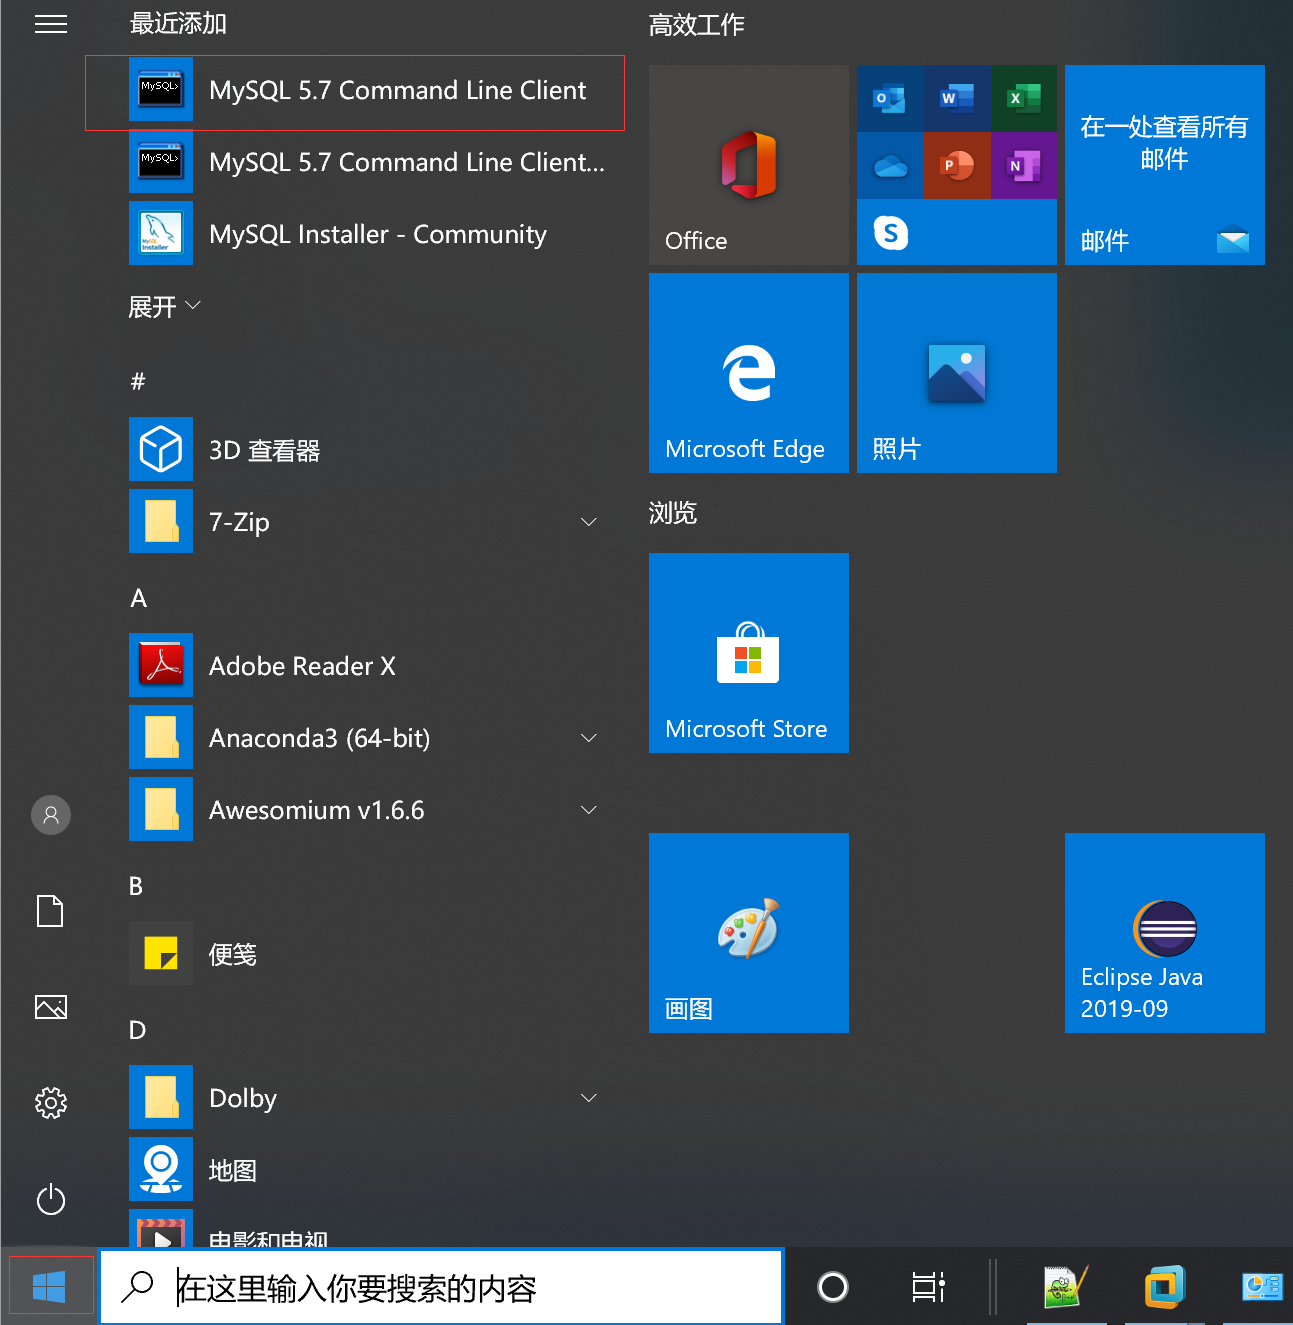 最近添加
MySQL 5.7 Command Line Client
MySQL 5.7 Command Line Client...
MySQL Installer - Community
展开
#
3D 查看器
7-Zip
A
Adobe Reader X
Anaconda3 (64-bit)
Awesomium v1.6.6
B
便笺
D
Dolby
地图
电影和电视
高效工作
Office
在一处查看所有
邮件
邮件
Microsoft Edge
照片
浏览
Microsoft Store
画图
Eclipse Java
2019-09
在这里输入你要搜索的内容